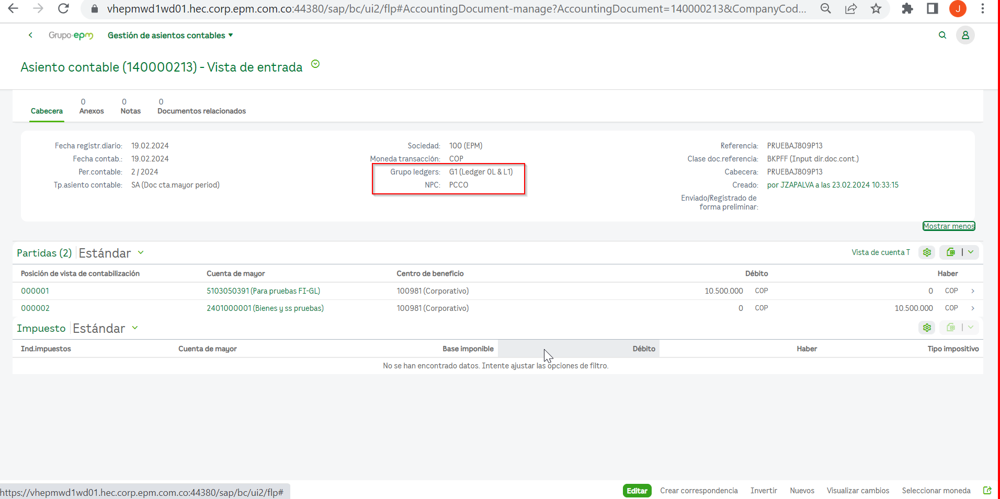 vhepmwd1wd01.hec.corp.epm.com.co:44380/sap/bc/ui2/flp#AccountingDocument-manage?AccountingDocument=140000213&CompanyCod...
J
Grupo·epm Gestión de asientos contables
Asiento contable (140000213) - Vista de entrada
0 0 0
Cabecera Anexos Notas Documentos relacionados
Fecha registr.diario: 19.02.2024 Sociedad: 100 (EPM) Referencia: PRUEBAJ809P13
Fecha contab.: 19.02.2024 Moneda transacción: COP Clase doc.referencia: BKPFF (Input dir.doc.cont.)
Per.contable: 2 / 2024 Grupo ledgers: G1 (Ledger 0L & L1) Cabecera: PRUEBAJ809P13
Tp.asiento contable: SA (Doc cta.mayor period) NPC: PCCO Creado: por JZAPALVA a las 23.02.2024 10:33:15
Enviado/Registrado de
forma preliminar:
Mostrar menos
Partidas (2) Estándar Vista de cuenta T
Posición de vista de contabilización Cuenta de mayor Centro de beneficio Débito Haber
000001 5103050391 (Para pruebas FI-GL) 100981 (Corporativo) 10.500.000 COP 0 COP
000002 2401000001 (Bienes y ss pruebas) 100981 (Corporativo) 0 COP 10.500.000 COP
Impuesto Estándar
Ind.impuestos Cuenta de mayor Base imponible Débito Haber Tipo impositivo
No se han encontrado datos. Intente ajustar las opciones de filtro.
https://vhepmwd1wd01.hec.corp.epm.com.co:44380/sap/bc/ui2/flp#
Editar Crear correspondencia Invertir Nuevos Visualizar cambios Seleccionar moneda